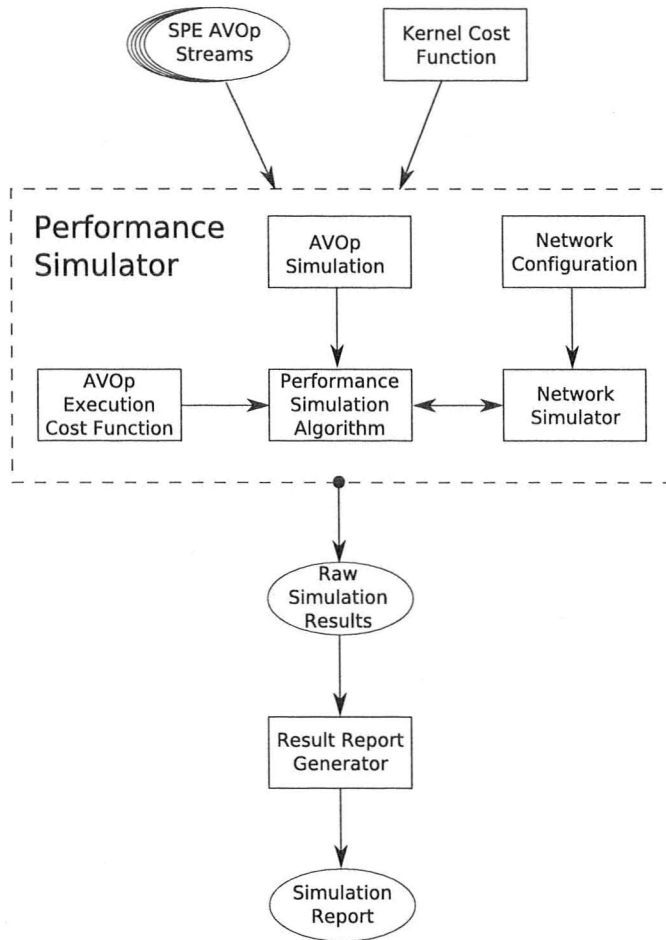 SPE AVOp
Streams
Kernel Cost
Function
Performance
Simulator
AVOp
Simulation
Network
Configuration
AVOp
Execution
Cost Function
Performance
Simulation
Algorithm
Network
Simulator
Raw
Simulation
Results
Result Report
Generator
Simulation
Report